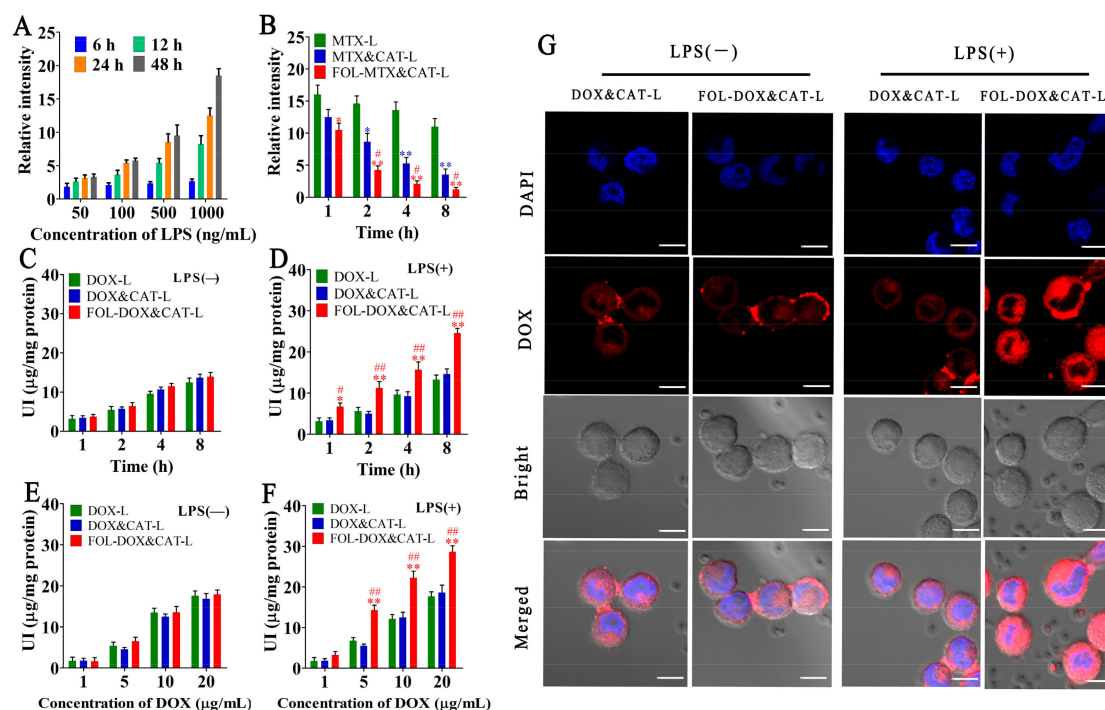 A
6 h 12 h
24 h 48 h
Relative intensity
25
20
15
10
5
0
50 100 500 1000
Concentration of LPS (ng/mL)
B
MTX-L
MTX&CAT-L
FOL-MTX&CAT-L
Relative intensity
25
20
15
10
5
0
*
*
#
**
**
#
**
**
#
**
1 2 4 8
Time (h)
C
DOX-L LPS(—)
DOX&CAT-L
FOL-DOX&CAT-L
UI (μg/mg protein)
40
30
20
10
0
1 2 4 8
Time (h)
D
DOX-L LPS(+)
DOX&CAT-L
FOL-DOX&CAT-L
UI (μg/mg protein)
40
30
20
10
0
#
*
##
**
##
**
##
**
1 2 4 8
Time (h)
E
DOX-L LPS(—)
DOX&CAT-L
FOL-DOX&CAT-L
UI (μg/mg protein)
40
30
20
10
0
1 5 10 20
Concentration of DOX (μg/mL)
F
DOX-L LPS(+)
DOX&CAT-L
FOL-DOX&CAT-L
UI (μg/mg protein)
40
30
20
10
0
##
**
##
**
##
**
1 5 10 20
Concentration of DOX (μg/mL)
G
LPS(—) LPS(+)
DOX&CAT-L FOL-DOX&CAT-L DOX&CAT-L FOL-DOX&CAT-L
DAPI
DOX
Bright
Merged